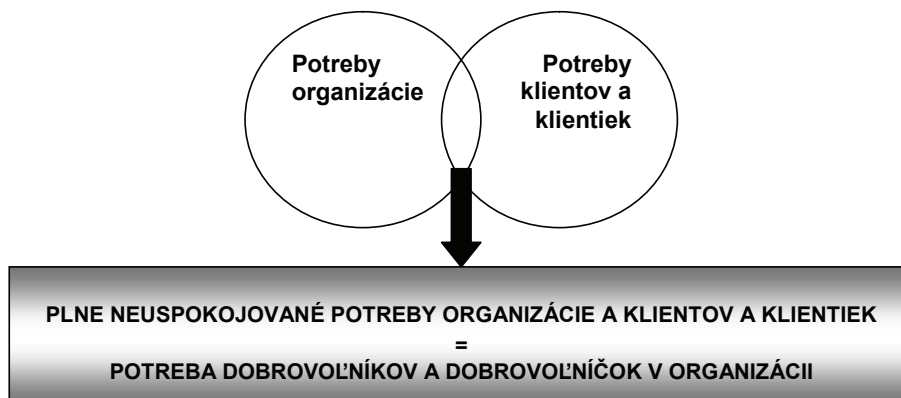 Potreby
organizácie
Potreby
klientov a
klientiek
PLNE NEUSPOKOJOVANÉ POTREBY ORGANIZÁCIE A KLIENTOV A KLIENTIEK
=
POTREBA DOBROVOĽNÍKOV A DOBROVOĽNÍČOK V ORGANIZÁCII